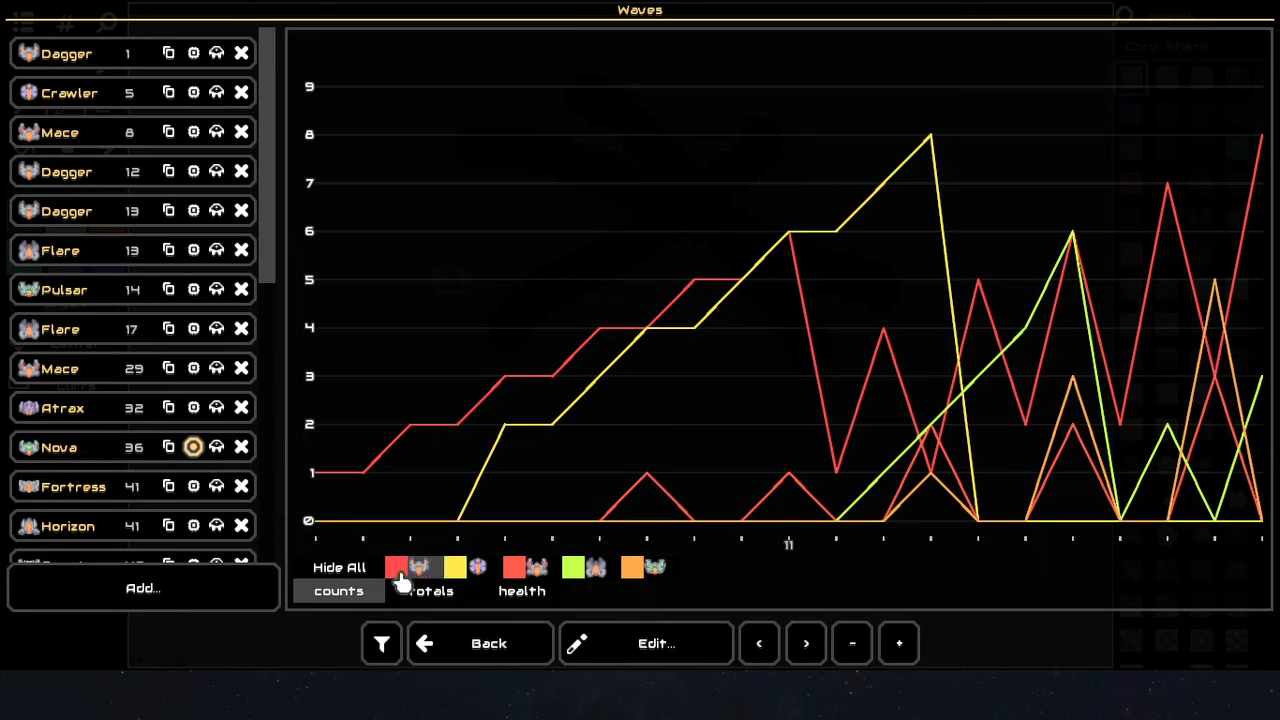 Waves
Dagger 1
Crawler 5
Mace 8
Dagger 12
Dagger 13
Flare 13
Pulsar 14
Flare 17
Mace 29
Atrax 32
Nova 36
Fortress 41
Horizon 41
Add...
9
8
7
6
5
4
3
2
1
0
11
Hide All
counts totals health
Back
Edit...
<
>
-
+
Core: Shard